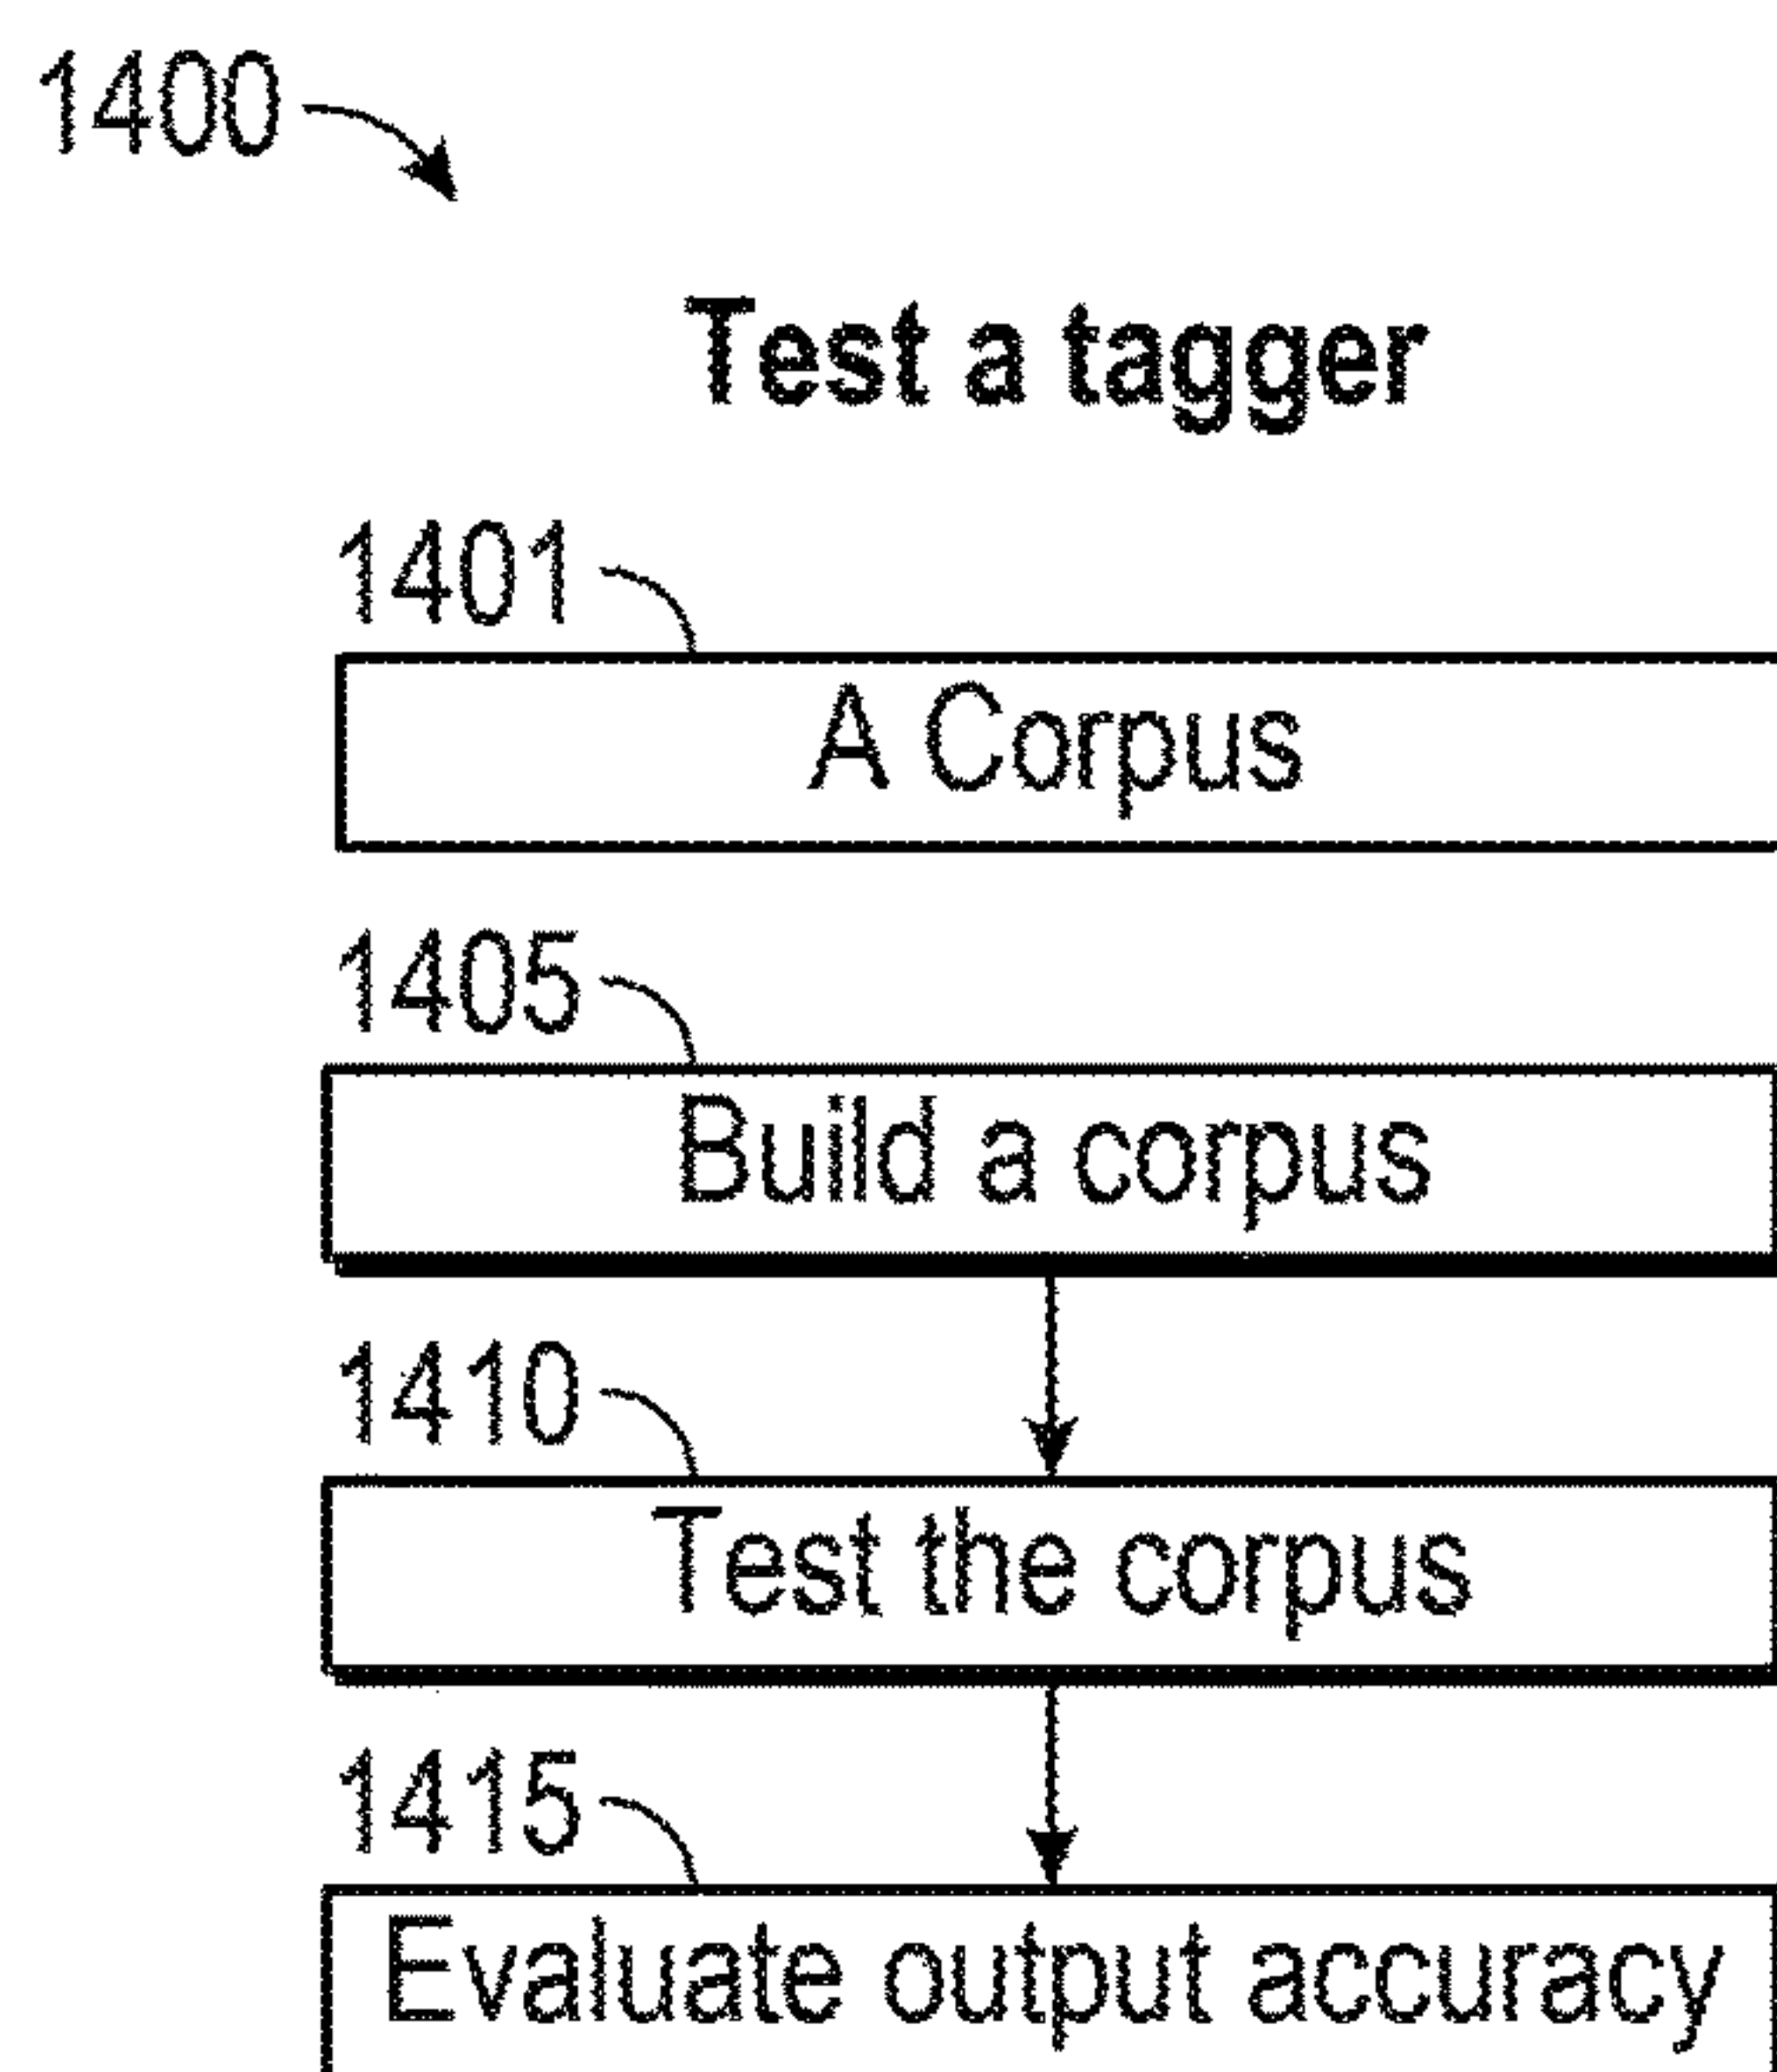 1400
Test a tagger
1401
A Corpus
1405
Build a corpus
1410
Test the corpus
1415
Evaluate output accuracy